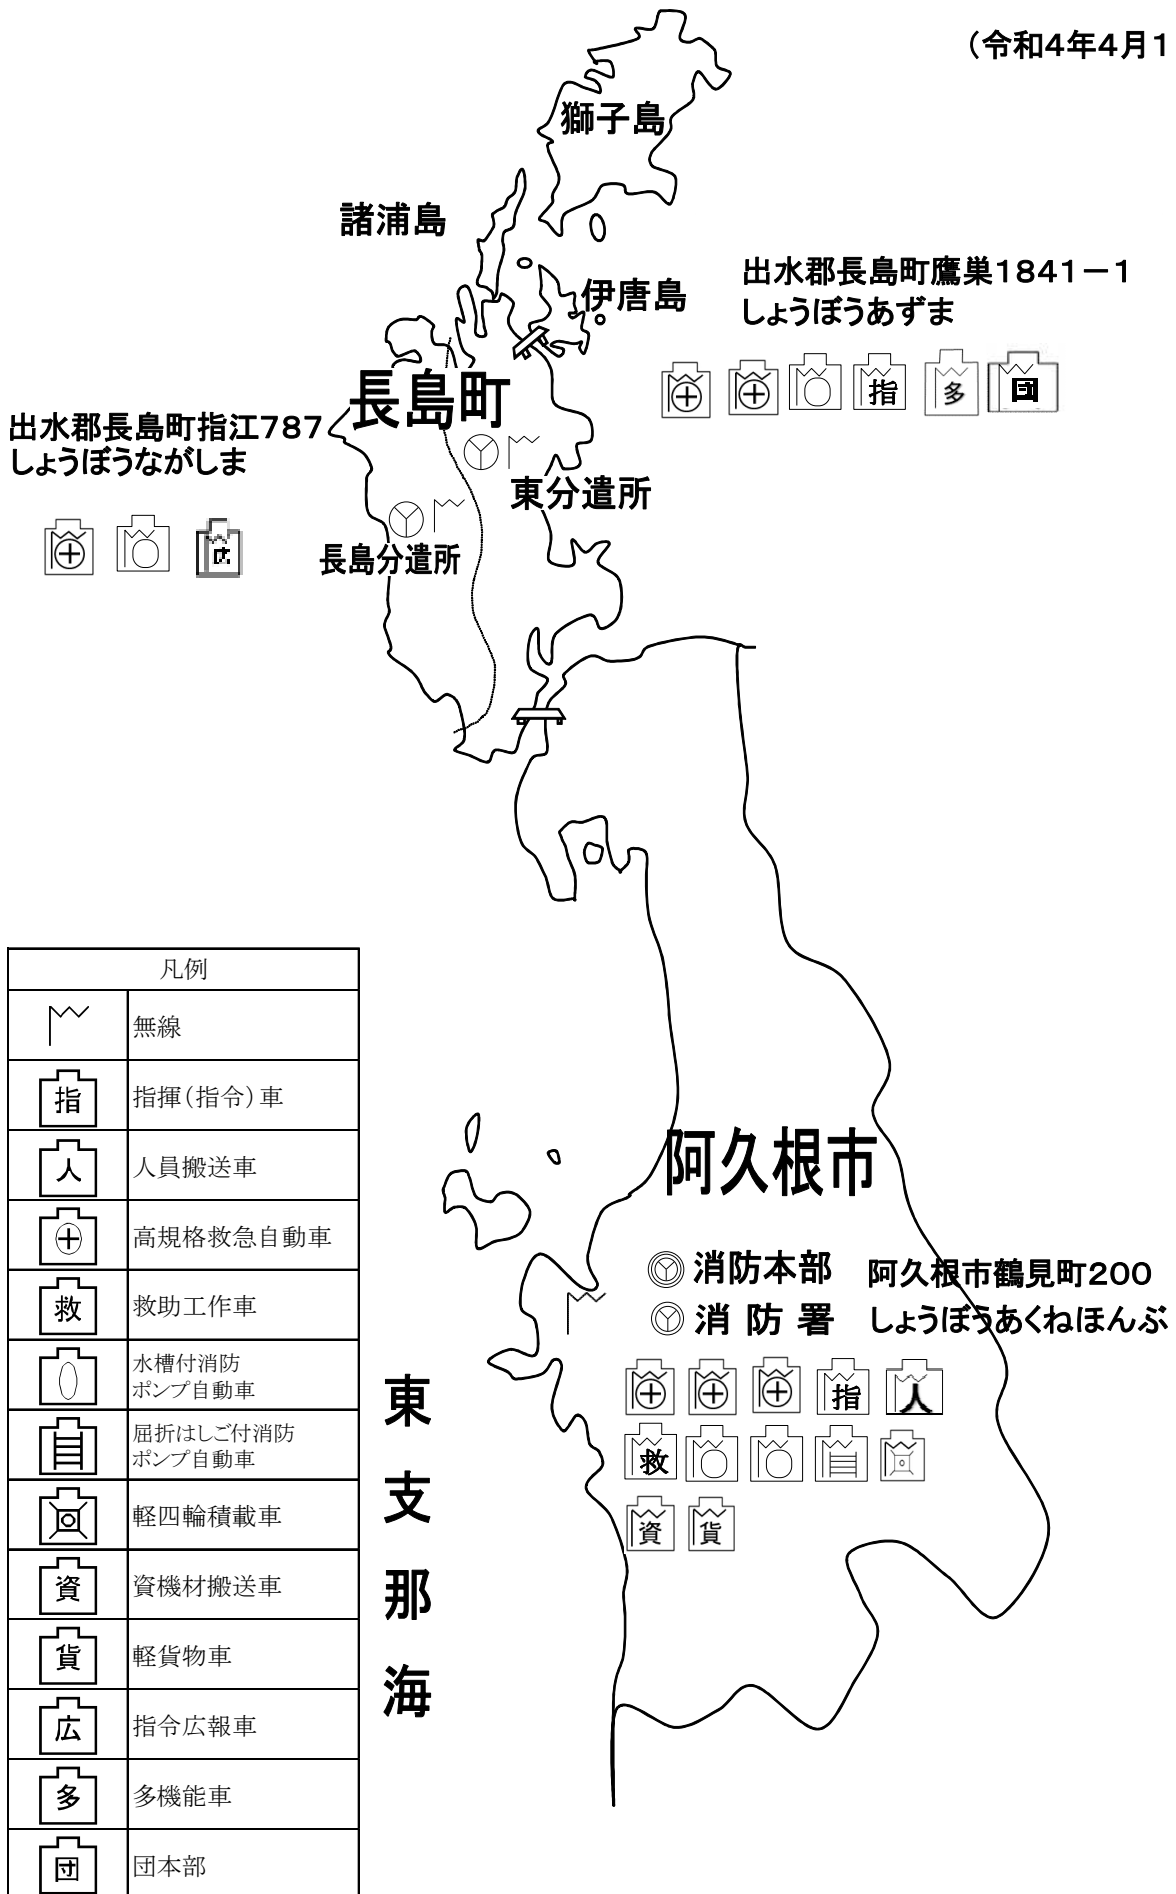 (令和4年4月1
獅子島
諸浦島
伊唐島
出水郡長島町鷹巣1841－1
しょうぼうあずま
指
多
団
長島町
出水郡長島町指江787
しょうぼうながしま
広
東分遣所
長島分遣所
阿久根市
消防本部
阿久根市鶴見町200
消防署
しょうぼうあくねほんぶ
指
人
救
資
貨
東支那海
凡例
無線
指 指揮(指令)車
人 人員搬送車
高規格救急自動車
救 救助工作車
水槽付消防
ポンプ自動車
屈折はしご付消防
ポンプ自動車
軽四輪積載車
資 資機材搬送車
貨 軽貨物車
広 指令広報車
多 多機能車
団 団本部